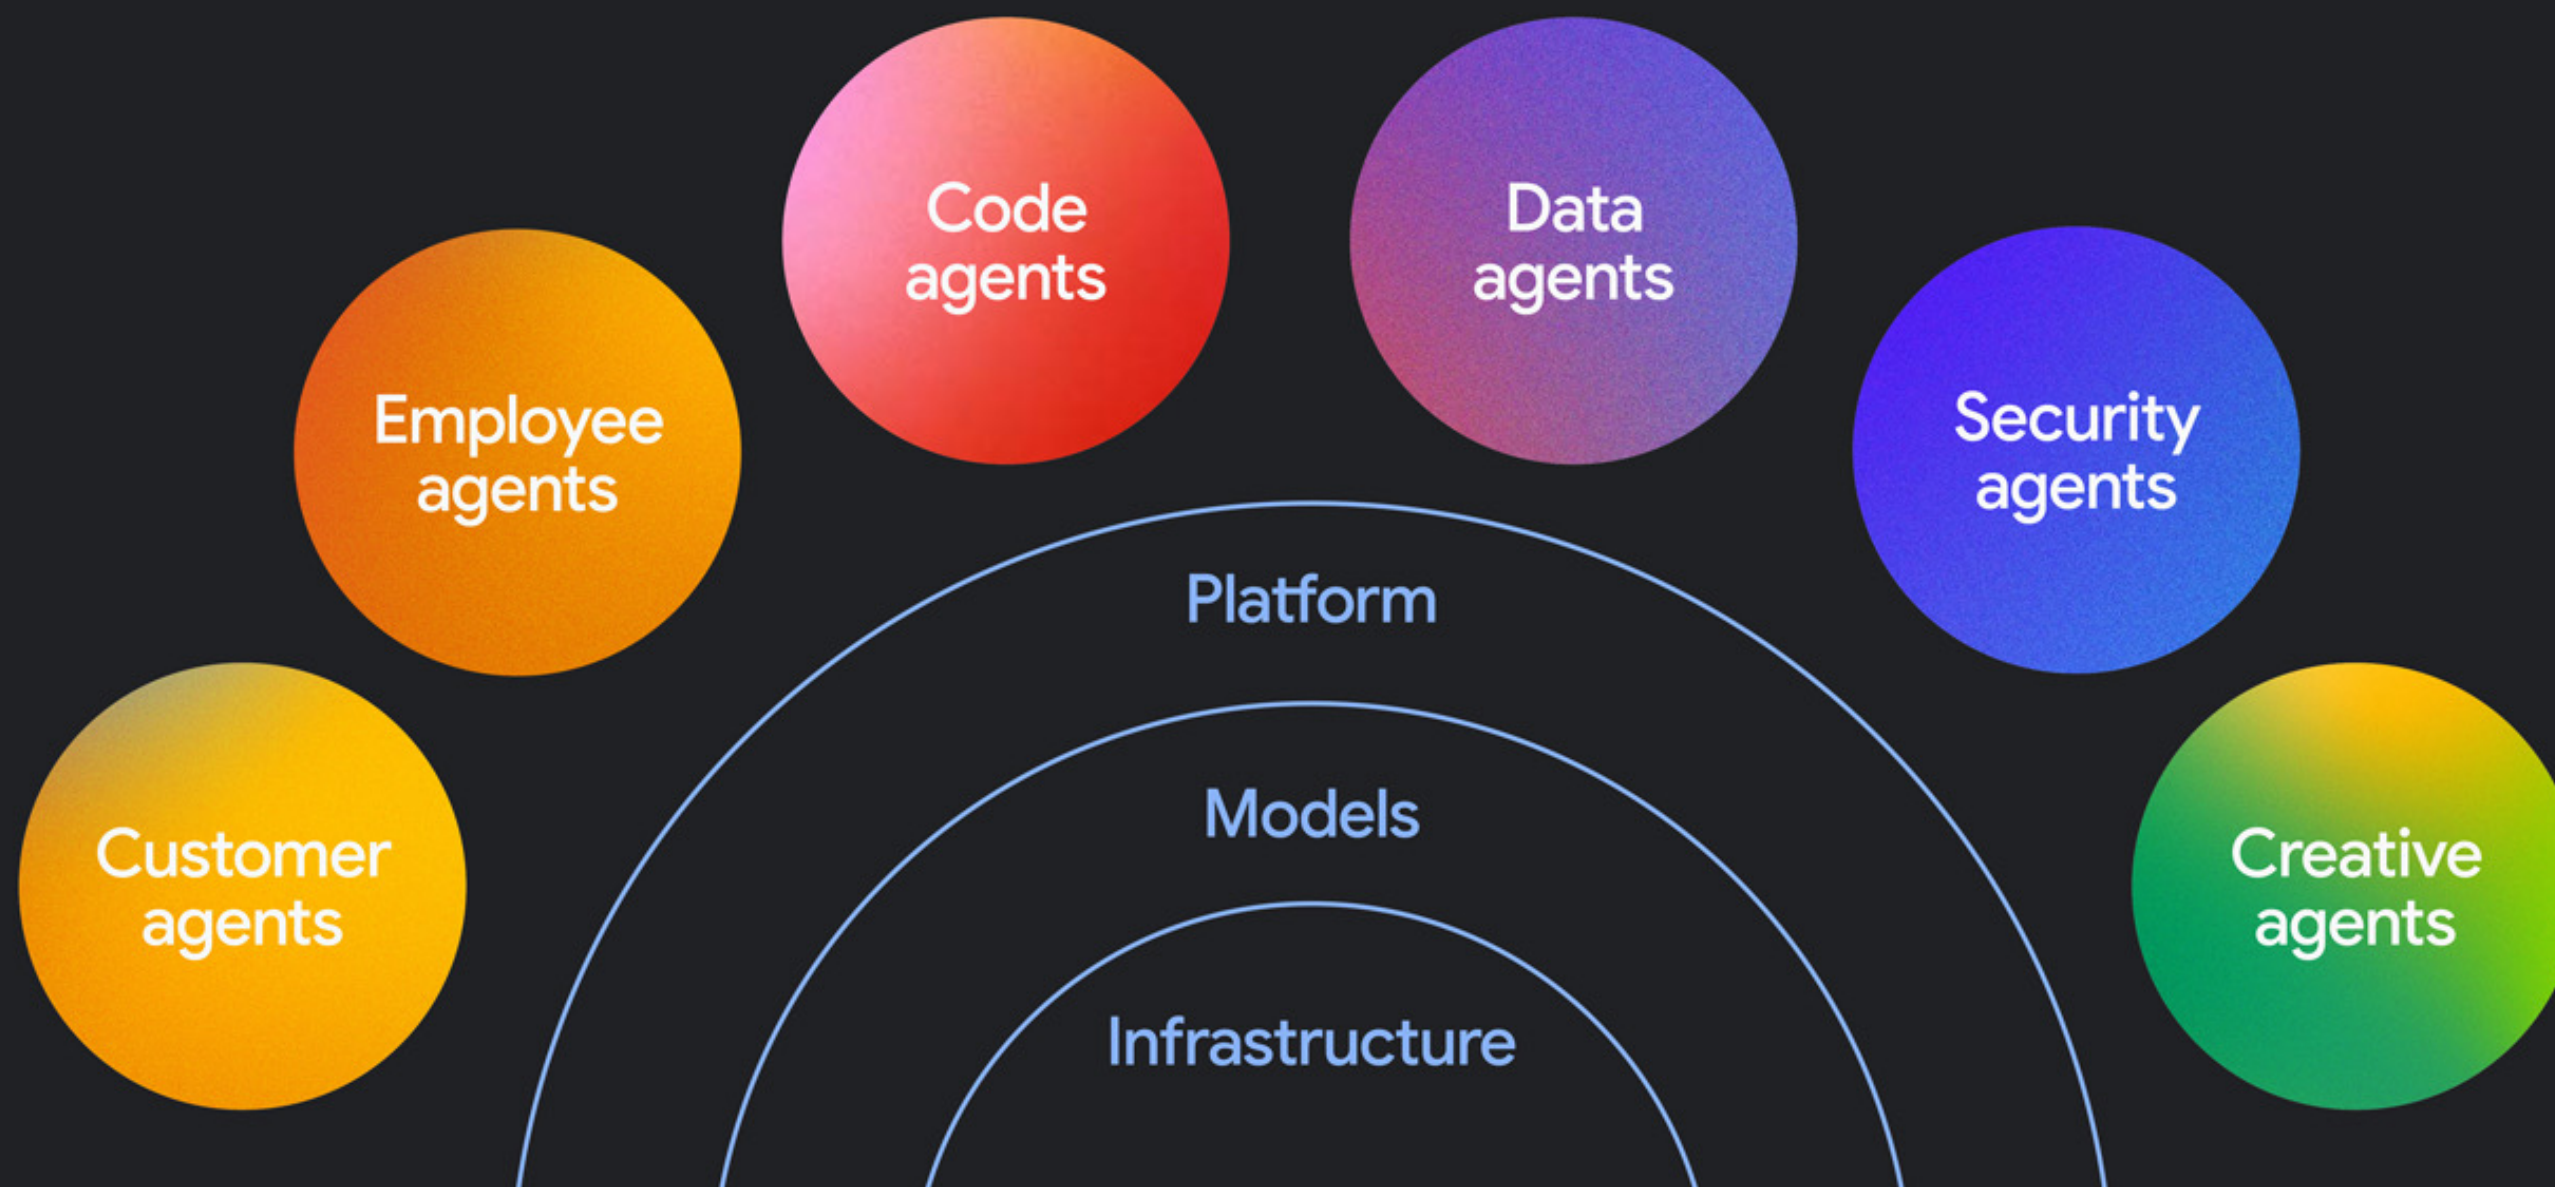 Code
agents
Data
agents
Employee
agents
Security
agents
Platform
Models
Customer
agents
Creative
agents
Infrastructure